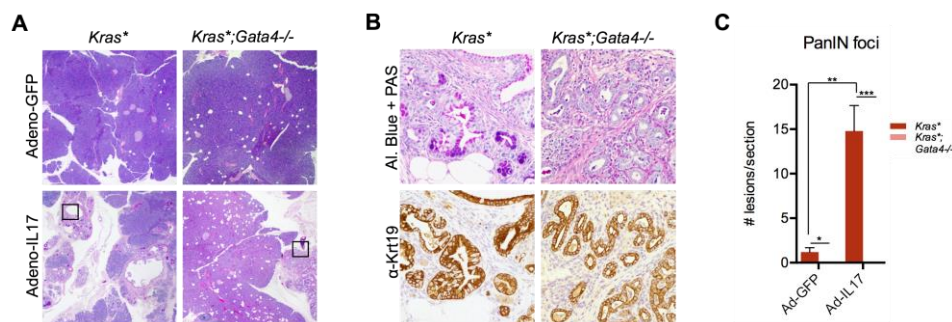 A
Kras*
Kras*;Gata4-/-
Adeno-GFP
Adeno-IL17
B
Kras*
Kras*;Gata4-/-
Al. Blue + PAS
α-Krt19
C
PanIN foci
# lesions/section
20
15
10
5
0
**
***
*
Ad-GFP
Ad-IL17
Kras*
Kras*;
Gata4-/-